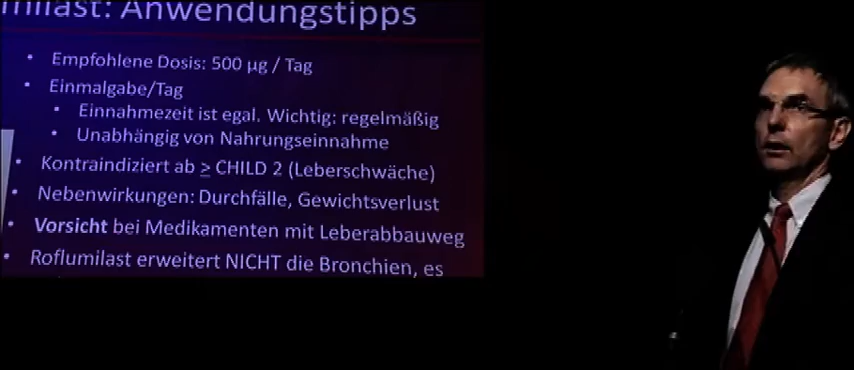 milast: Anwendungstipps
• Empfohlene Dosis: 500 µg / Tag
• Einmalgabe/Tag
• Einnahmezeit ist egal. Wichtig: regelmäßig
• Unabhängig von Nahrungseinnahme
• Kontraindiziert ab ≥ CHILD 2 (Leberschwäche)
• Nebenwirkungen: Durchfälle, Gewichtsverlust
• Vorsicht bei Medikamenten mit Leberabbauweg
• Roflumilast erweitert NICHT die Bronchien, es